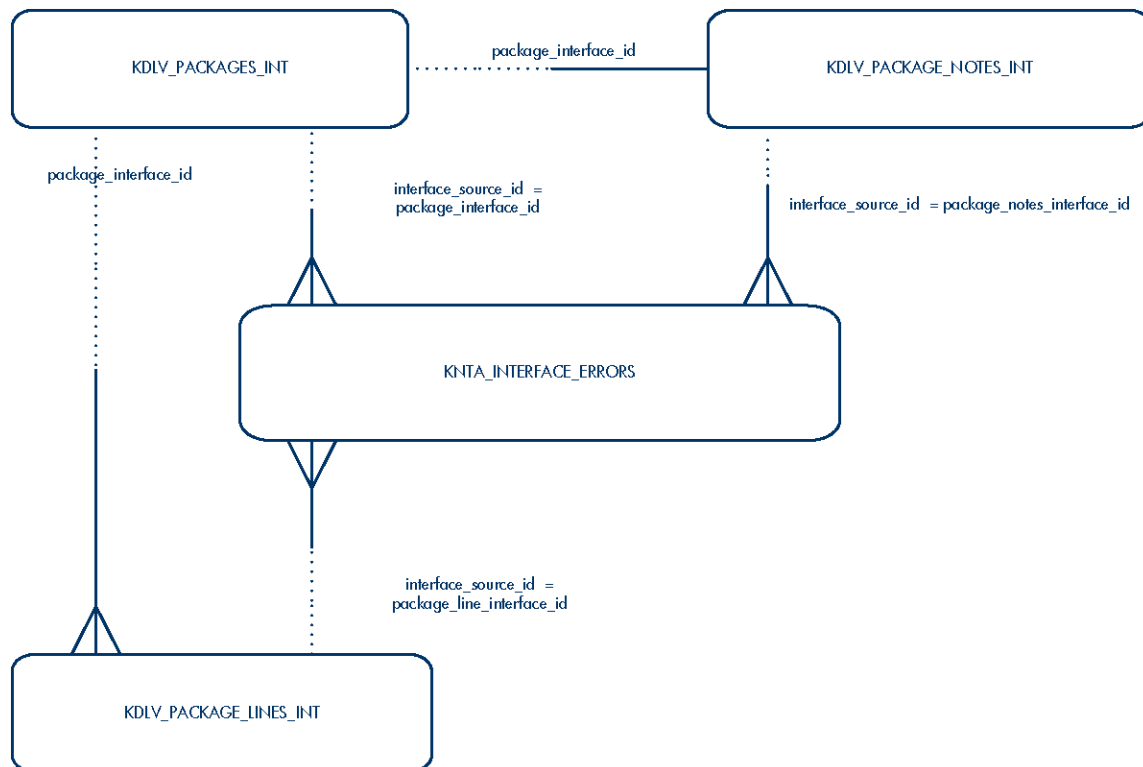 package_interface_id
KDLV_PACKAGES_INT
KDLV_PACKAGE_NOTES_INT
package_interface_id
interface_source_id =
package_interface_id
interface_source_id = package_notes_interface_id
KNTA_INTERFACE_ERRORS
interface_source_id =
package_line_interface_id
KDLV_PACKAGE_LINES_INT